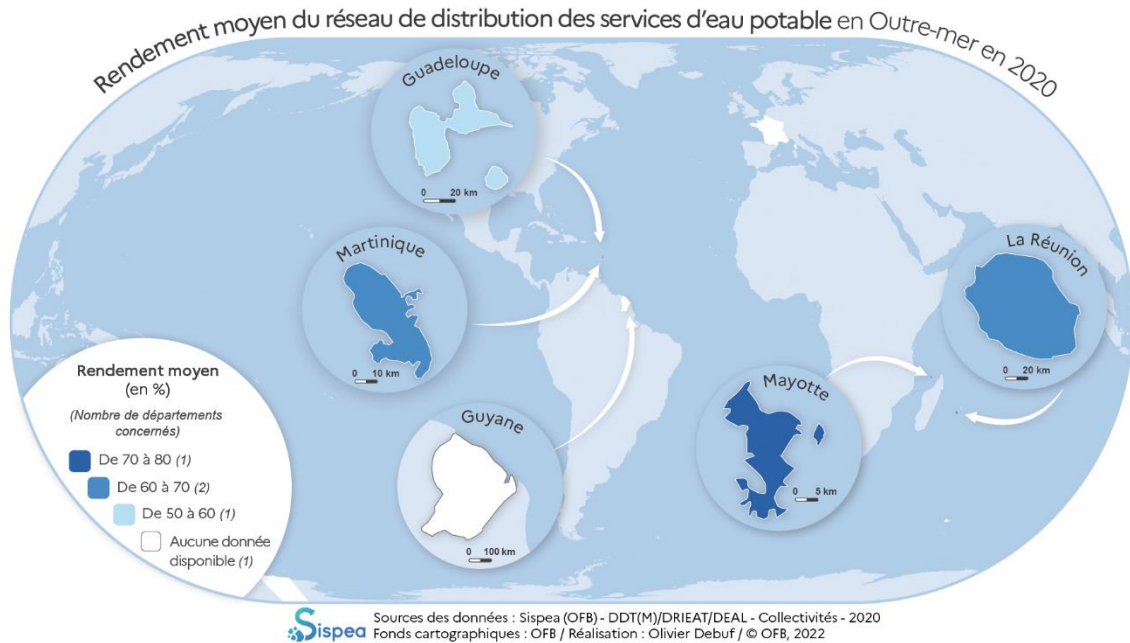 Rendement moyen du réseau de distribution des services d'eau potable en Outre-mer en 2020
Guadeloupe
0 20 km
Martinique
0 10 km
La Réunion
0 20 km
Mayotte
0 5 km
Guyane
0 100 km
Rendement moyen
(en %)
(Nombre de départements
concernés)
De 70 à 80 (1)
De 60 à 70 (2)
De 50 à 60 (1)
Aucune donnée
disponible (1)
Sispea
Sources des données : Sispea (OFB) - DDT(M)/DRIEAT/DEAL - Collectivités - 2020
Fonds cartographiques : OFB / Réalisation : Olivier Debuf / © OFB, 2022